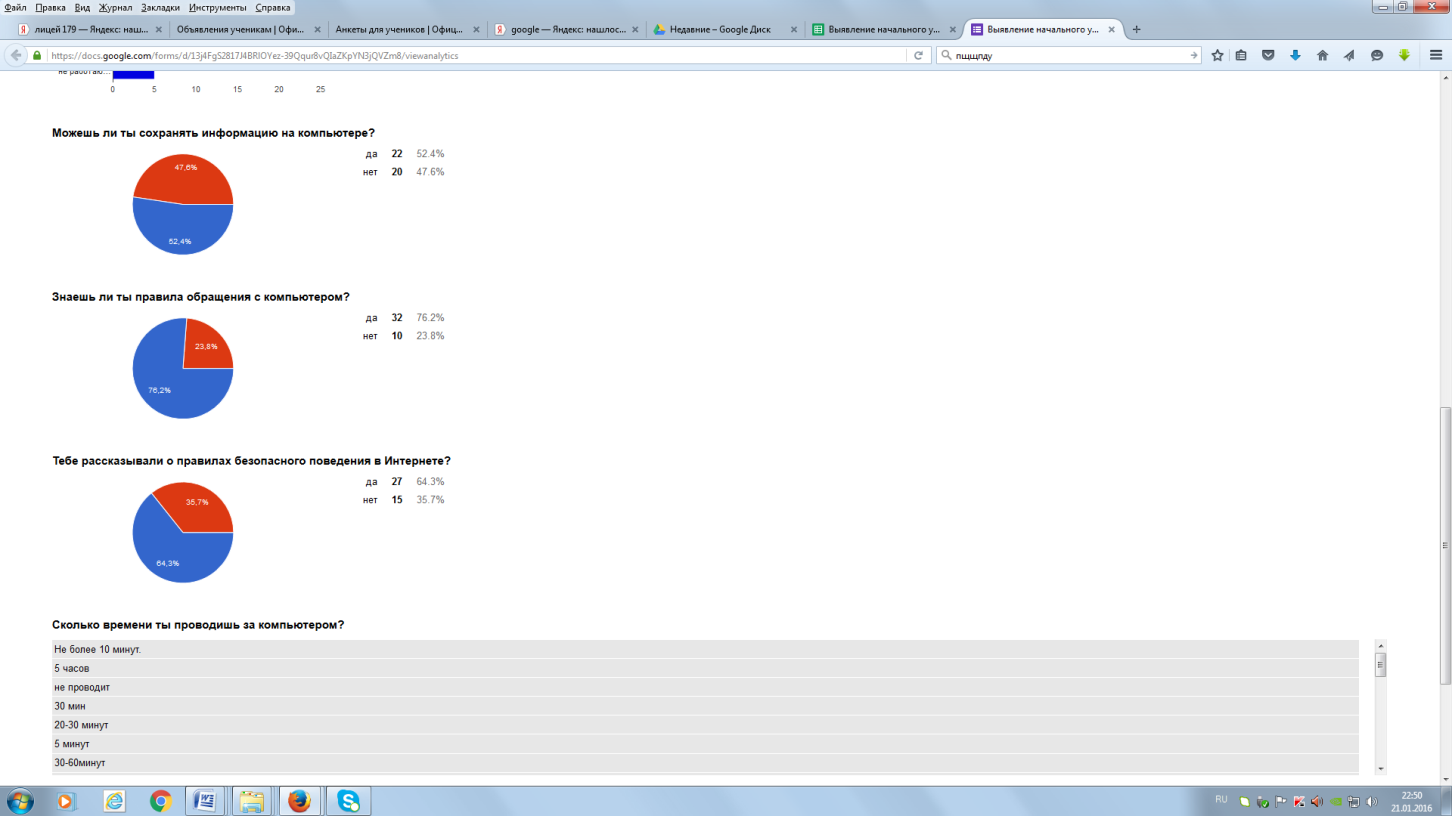 Файл Правка Вид Журнал Закладки Инструменты Справка
лицей 179 — Яндекс: наш... Объявления ученикам | Офи... Анкеты для учеников | Офиц... google — Яндекс: нашлос... Недавние – Google Диск Выявление начального у... Выявление начального у...
https://docs.google.com/forms/d/13j4FgS2817J4BRIOYez-39Qqur8vQIaZKpYN3jQVZm8/viewanalytics пщщпду
не работаю...
0 5 10 15 20 25
Можешь ли ты сохранять информацию на компьютере?
да 22 52.4%
нет 20 47.6%
47,6%
52,4%
Знаешь ли ты правила обращения с компьютером?
да 32 76.2%
нет 10 23.8%
23,8%
76,2%
Тебе рассказывали о правилах безопасного поведения в Интернете?
да 27 64.3%
нет 15 35.7%
35,7%
64,3%
Сколько времени ты проводишь за компьютером?
Не более 10 минут.
5 часов
не проводит
30 мин
20-30 минут
5 минут
30-60минут
RU
22:50
21.01.2016